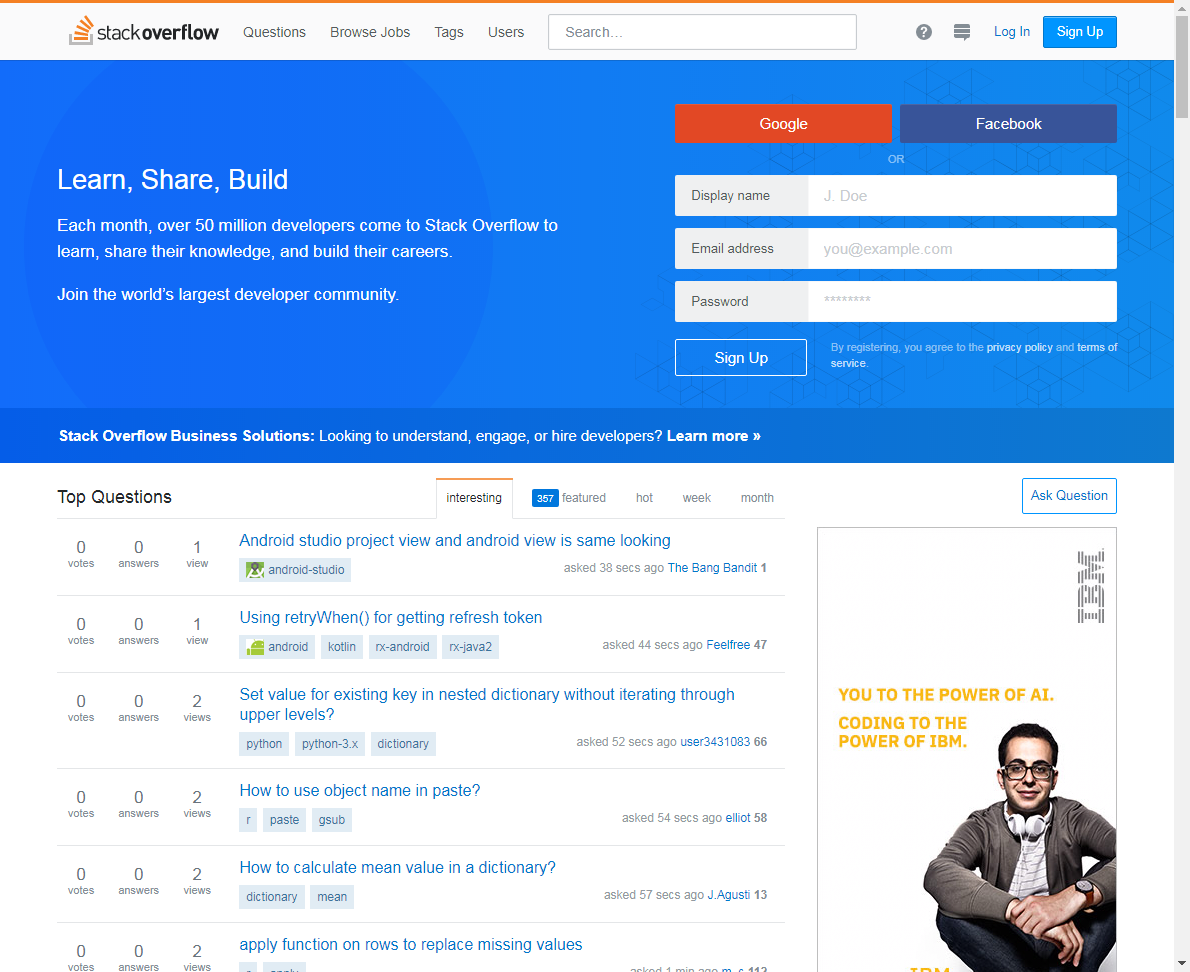 stackoverflow Questions Browse Jobs Tags Users Search... ? Log In Sign Up
Google Facebook
OR
Learn, Share, Build
Each month, over 50 million developers come to Stack Overflow to
learn, share their knowledge, and build their careers.
Join the world's largest developer community.
Display name J. Doe
Email address you@example.com
Password ********
Sign Up
By registering, you agree to the privacy policy and terms of
service.
Stack Overflow Business Solutions: Looking to understand, engage, or hire developers? Learn more »
Top Questions interesting 357 featured hot week month
Ask Question
0 votes 0 answers 1 view
Android studio project view and android view is same looking
android-studio
asked 38 secs ago The Bang Bandit 1
0 votes 0 answers 1 view
Using retryWhen() for getting refresh token
android kotlin rx-android rx-java2
asked 44 secs ago Feelfree 47
0 votes 0 answers 2 views
Set value for existing key in nested dictionary without iterating through
upper levels?
python python-3.x dictionary
asked 52 secs ago user3431083 66
0 votes 0 answers 2 views
How to use object name in paste?
r paste gsub
asked 54 secs ago elliot 58
0 votes 0 answers 2 views
How to calculate mean value in a dictionary?
dictionary mean
asked 57 secs ago J.Agusti 13
0 votes 0 answers 2 views
apply function on rows to replace missing values
r apply
asked 1 min ago m_c 112
IBM
YOU TO THE POWER OF AI.
CODING TO THE
POWER OF IBM.
IBM